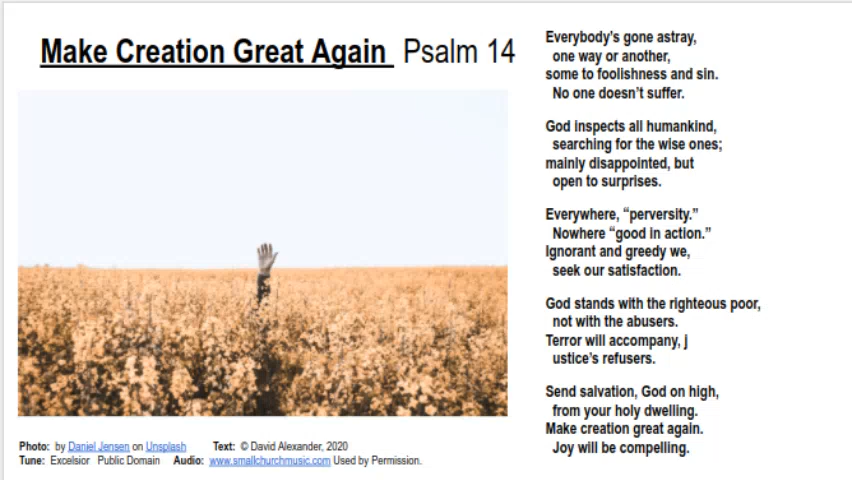 Make Creation Great Again Psalm 14
Everybody's gone astray,
one way or another,
some to foolishness and sin.
No one doesn't suffer.
God inspects all humankind,
searching for the wise ones;
mainly disappointed, but
open to surprises.
Everywhere, “perversity.”
Nowhere “good in action.”
Ignorant and greedy we,
seek our satisfaction.
God stands with the righteous poor,
not with the abusers.
Terror will accompany, j
ustice's refusers.
Send salvation, God on high,
from your holy dwelling.
Make creation great again.
Joy will be compelling.
Photo: by Daniel Jensen on Unsplash Text: © David Alexander, 2020
Tune: Excelsior Public Domain Audio: www.smallchurchmusic.com Used by Permission.